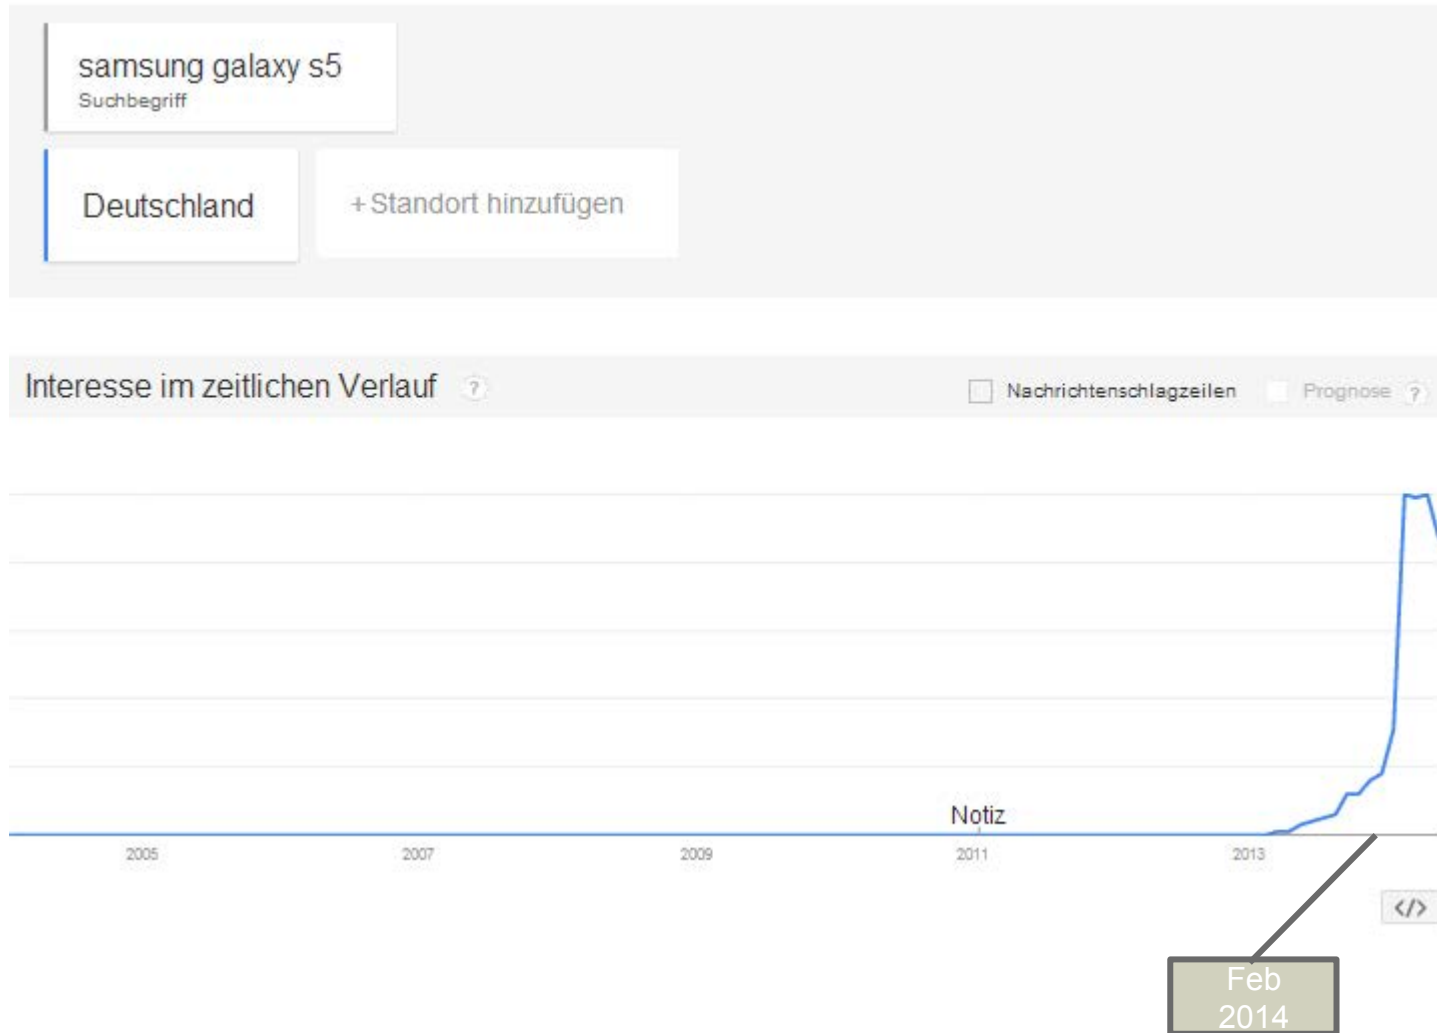 samsung galaxy s5
Suchbegriff
Deutschland
+Standort hinzufügen
Interesse im zeitlichen Verlauf ?
Nachrichtenschlagzeilen
Prognose ?
Notiz
2005
2007
2009
2011
2013
</>
Feb
2014